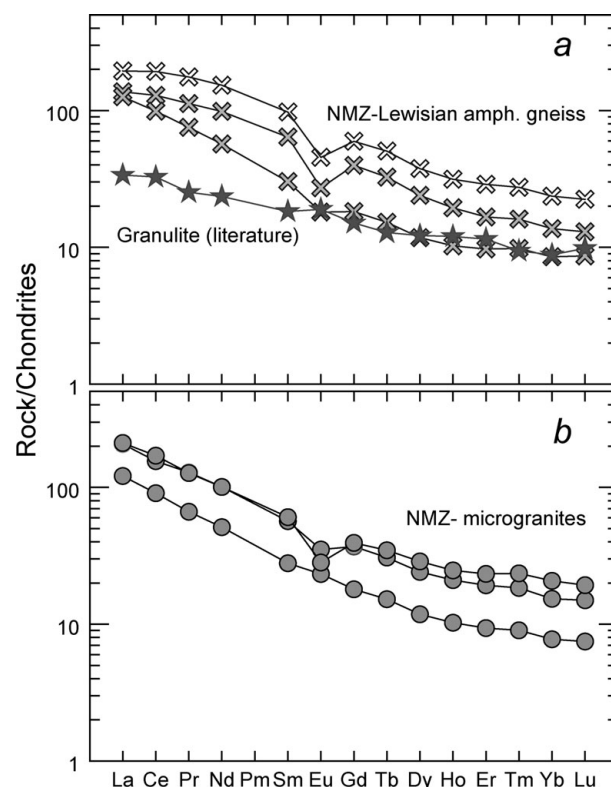 a
100
NMZ-Lewisian amph. gneiss
Granulite (literature)
10
1
Rock/Chondrites
b
100
NMZ- microgranites
10
1
La Ce Pr Nd Pm Sm Eu Gd Tb Dy Ho Er Tm Yb Lu